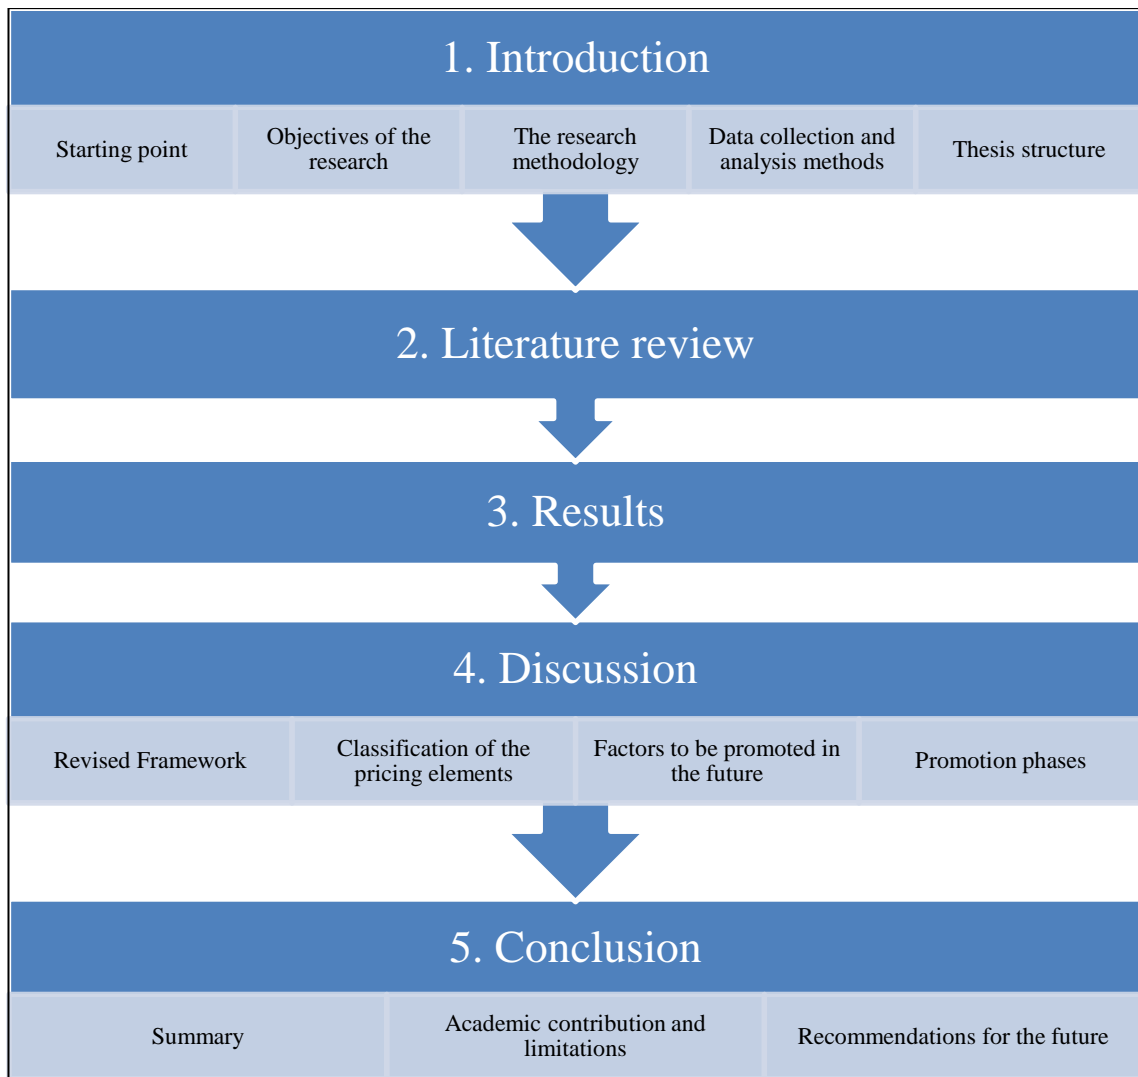 1. Introduction
Starting point
Objectives of the
research
The research
methodology
Data collection and
analysis methods
Thesis structure
2. Literature review
3. Results
4. Discussion
Revised Framework
Classification of the
pricing elements
Factors to be promoted in
the future
Promotion phases
5. Conclusion
Summary
Academic contribution and
limitations
Recommendations for the future